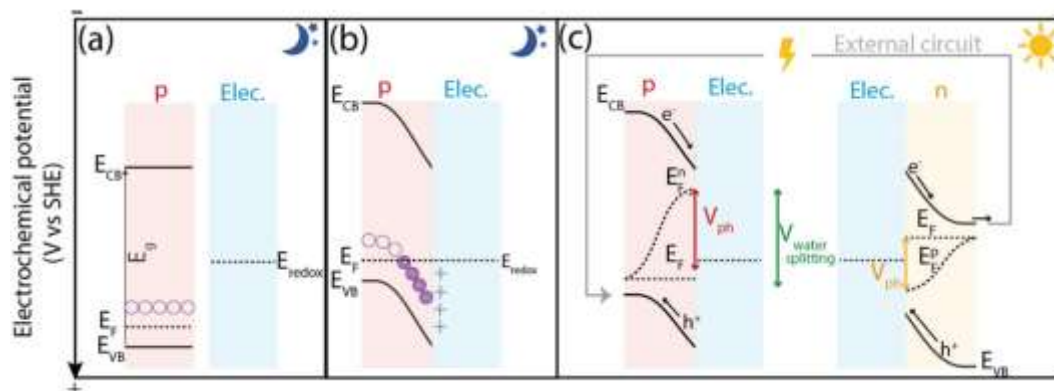 Electrochemical potential
(V vs SHE)
-
+
(a)
p
Elec.
E_CB
E_g
E_redox
E_F
E_VB
(b)
E_CB
p
Elec.
E_F
E_redox
E_VB
+
+
+
+
(c)
External circuit
p
Elec.
Elec.
n
E_CB
e⁻
E_F^n
V_ph
E_F
h⁺
V_water splitting
e⁻
E_F
E_F^p
V_ph
h⁺
E_VB